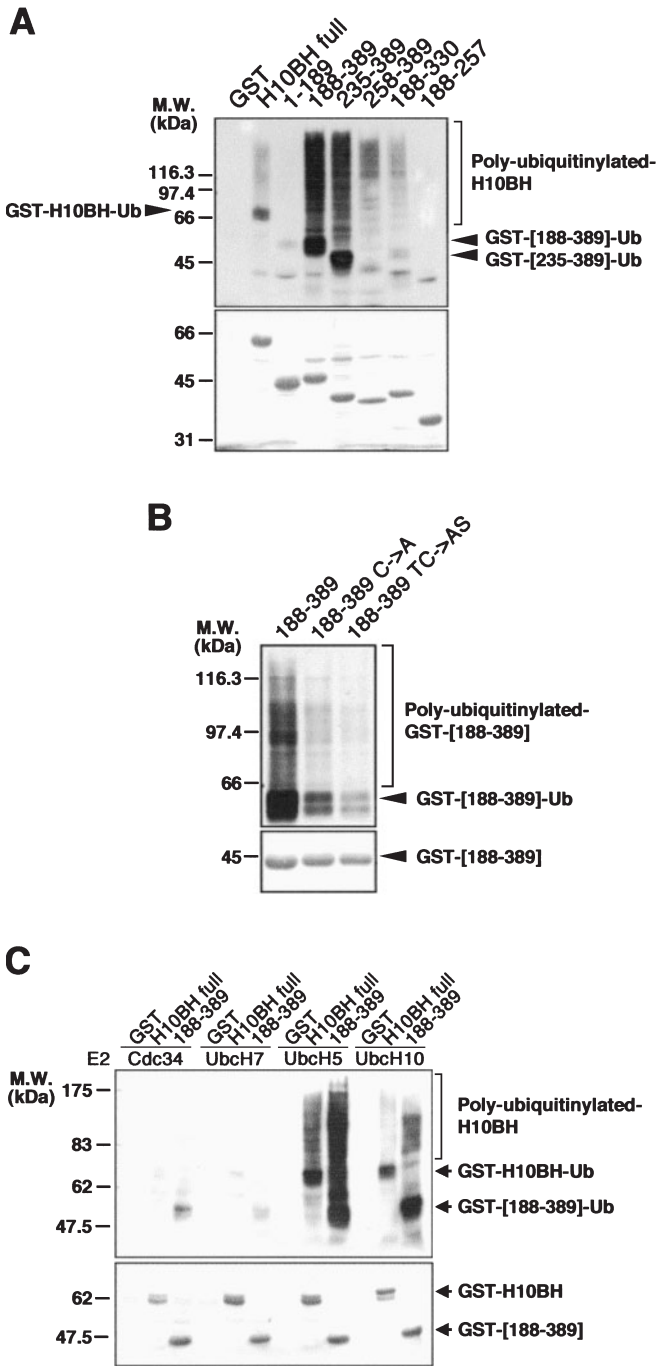 A
GST
H10BH full
1-189
188-389
235-389
258-389
188-330
188-257
M.W.
(kDa)
116.3
97.4
66
45
GST-H10BH-Ub
Poly-ubiquitinylated-
H10BH
GST-[188-389]-Ub
GST-[235-389]-Ub
66
45
31
B
188-389
188-389 C->A
188-389 TC->AS
M.W.
(kDa)
116.3
97.4
66
Poly-ubiquitinylated-
GST-[188-389]
GST-[188-389]-Ub
45
GST-[188-389]
C
GST
H10BH full
188-389
GST
H10BH full
188-389
GST
H10BH full
188-389
GST
H10BH full
188-389
E2 Cdc34 UbcH7 UbcH5 UbcH10
M.W.
(kDa)
175
83
62
47.5
Poly-ubiquitinylated-
H10BH
GST-H10BH-Ub
GST-[188-389]-Ub
62
47.5
GST-H10BH
GST-[188-389]